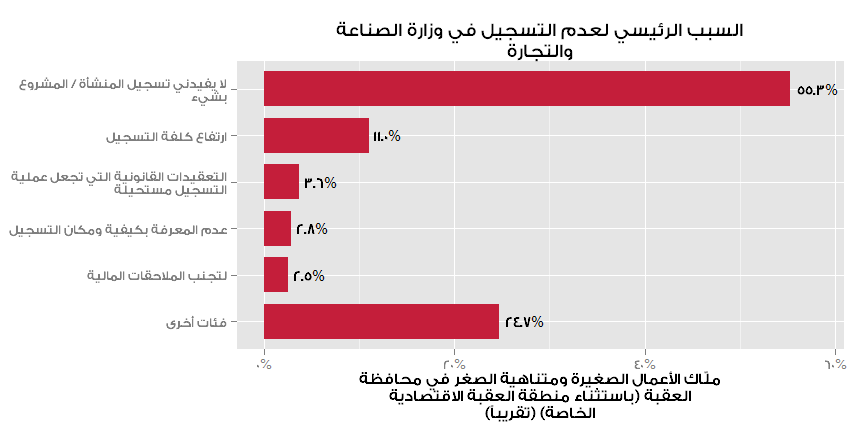 السبب الرئيسي لعدم التسجيل في وزارة الصناعة
والتجارة
لا يفيدني تسجيل المنشأة / المشروع
بشيء
٥٥.٣%
ارتفاع كلفة التسجيل
١١.٠%
التعقيدات القانونية التي تجعل عملية
التسجيل مستحيلة
٣.٦%
عدم المعرفة بكيفية ومكان التسجيل
٢.٨%
لتجنب الملاحقات المالية
٢.٥%
فئات أخرى
٢٤.٧%
٠%
٢٠%
٤٠%
٦٠%
ملّاك الأعمال الصغيرة ومتناهية الصغر في محافظة
العقبة (باستثناء منطقة العقبة الاقتصادية
الخاصة) (تقريباً)